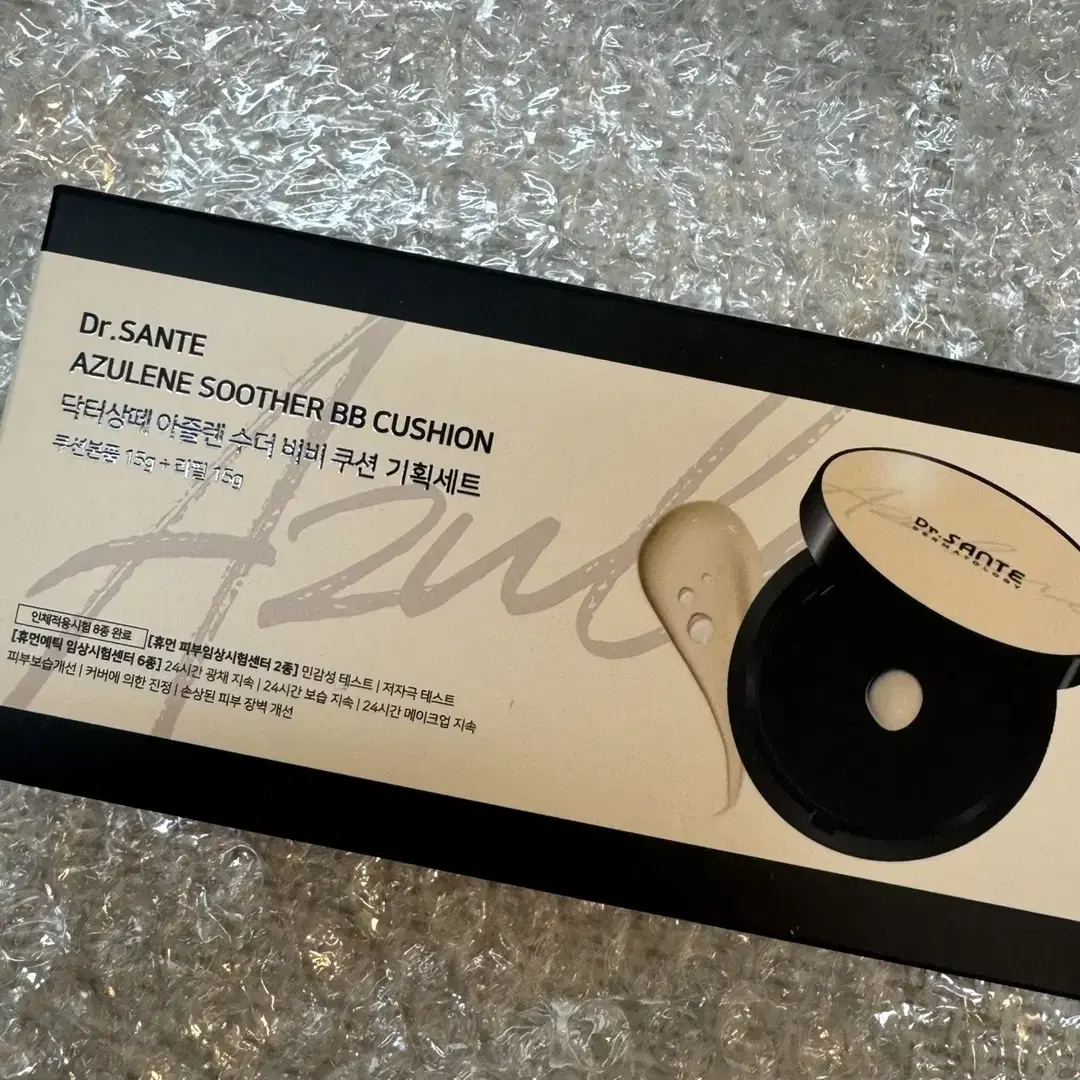 Dr.SANTE
AZULENE SOOTHER BB CUSHION
닥터상떼 아줄렌 수더 비비 쿠션 기획세트
쿠션본품 15g + 리필 15g
Azul
Dr.SANTE
DERMATOLOGY
인체적용시험 8종 완료 [휴먼 피부임상시험센터 2종] 민감성 테스트 | 저자극 테스트
[휴먼에틱 임상시험센터 6종] 24시간 광채 지속 | 24시간 보습 지속 | 24시간 메이크업 지속
피부보습개선 | 커버에 의한 진정 | 손상된 피부 장벽 개선